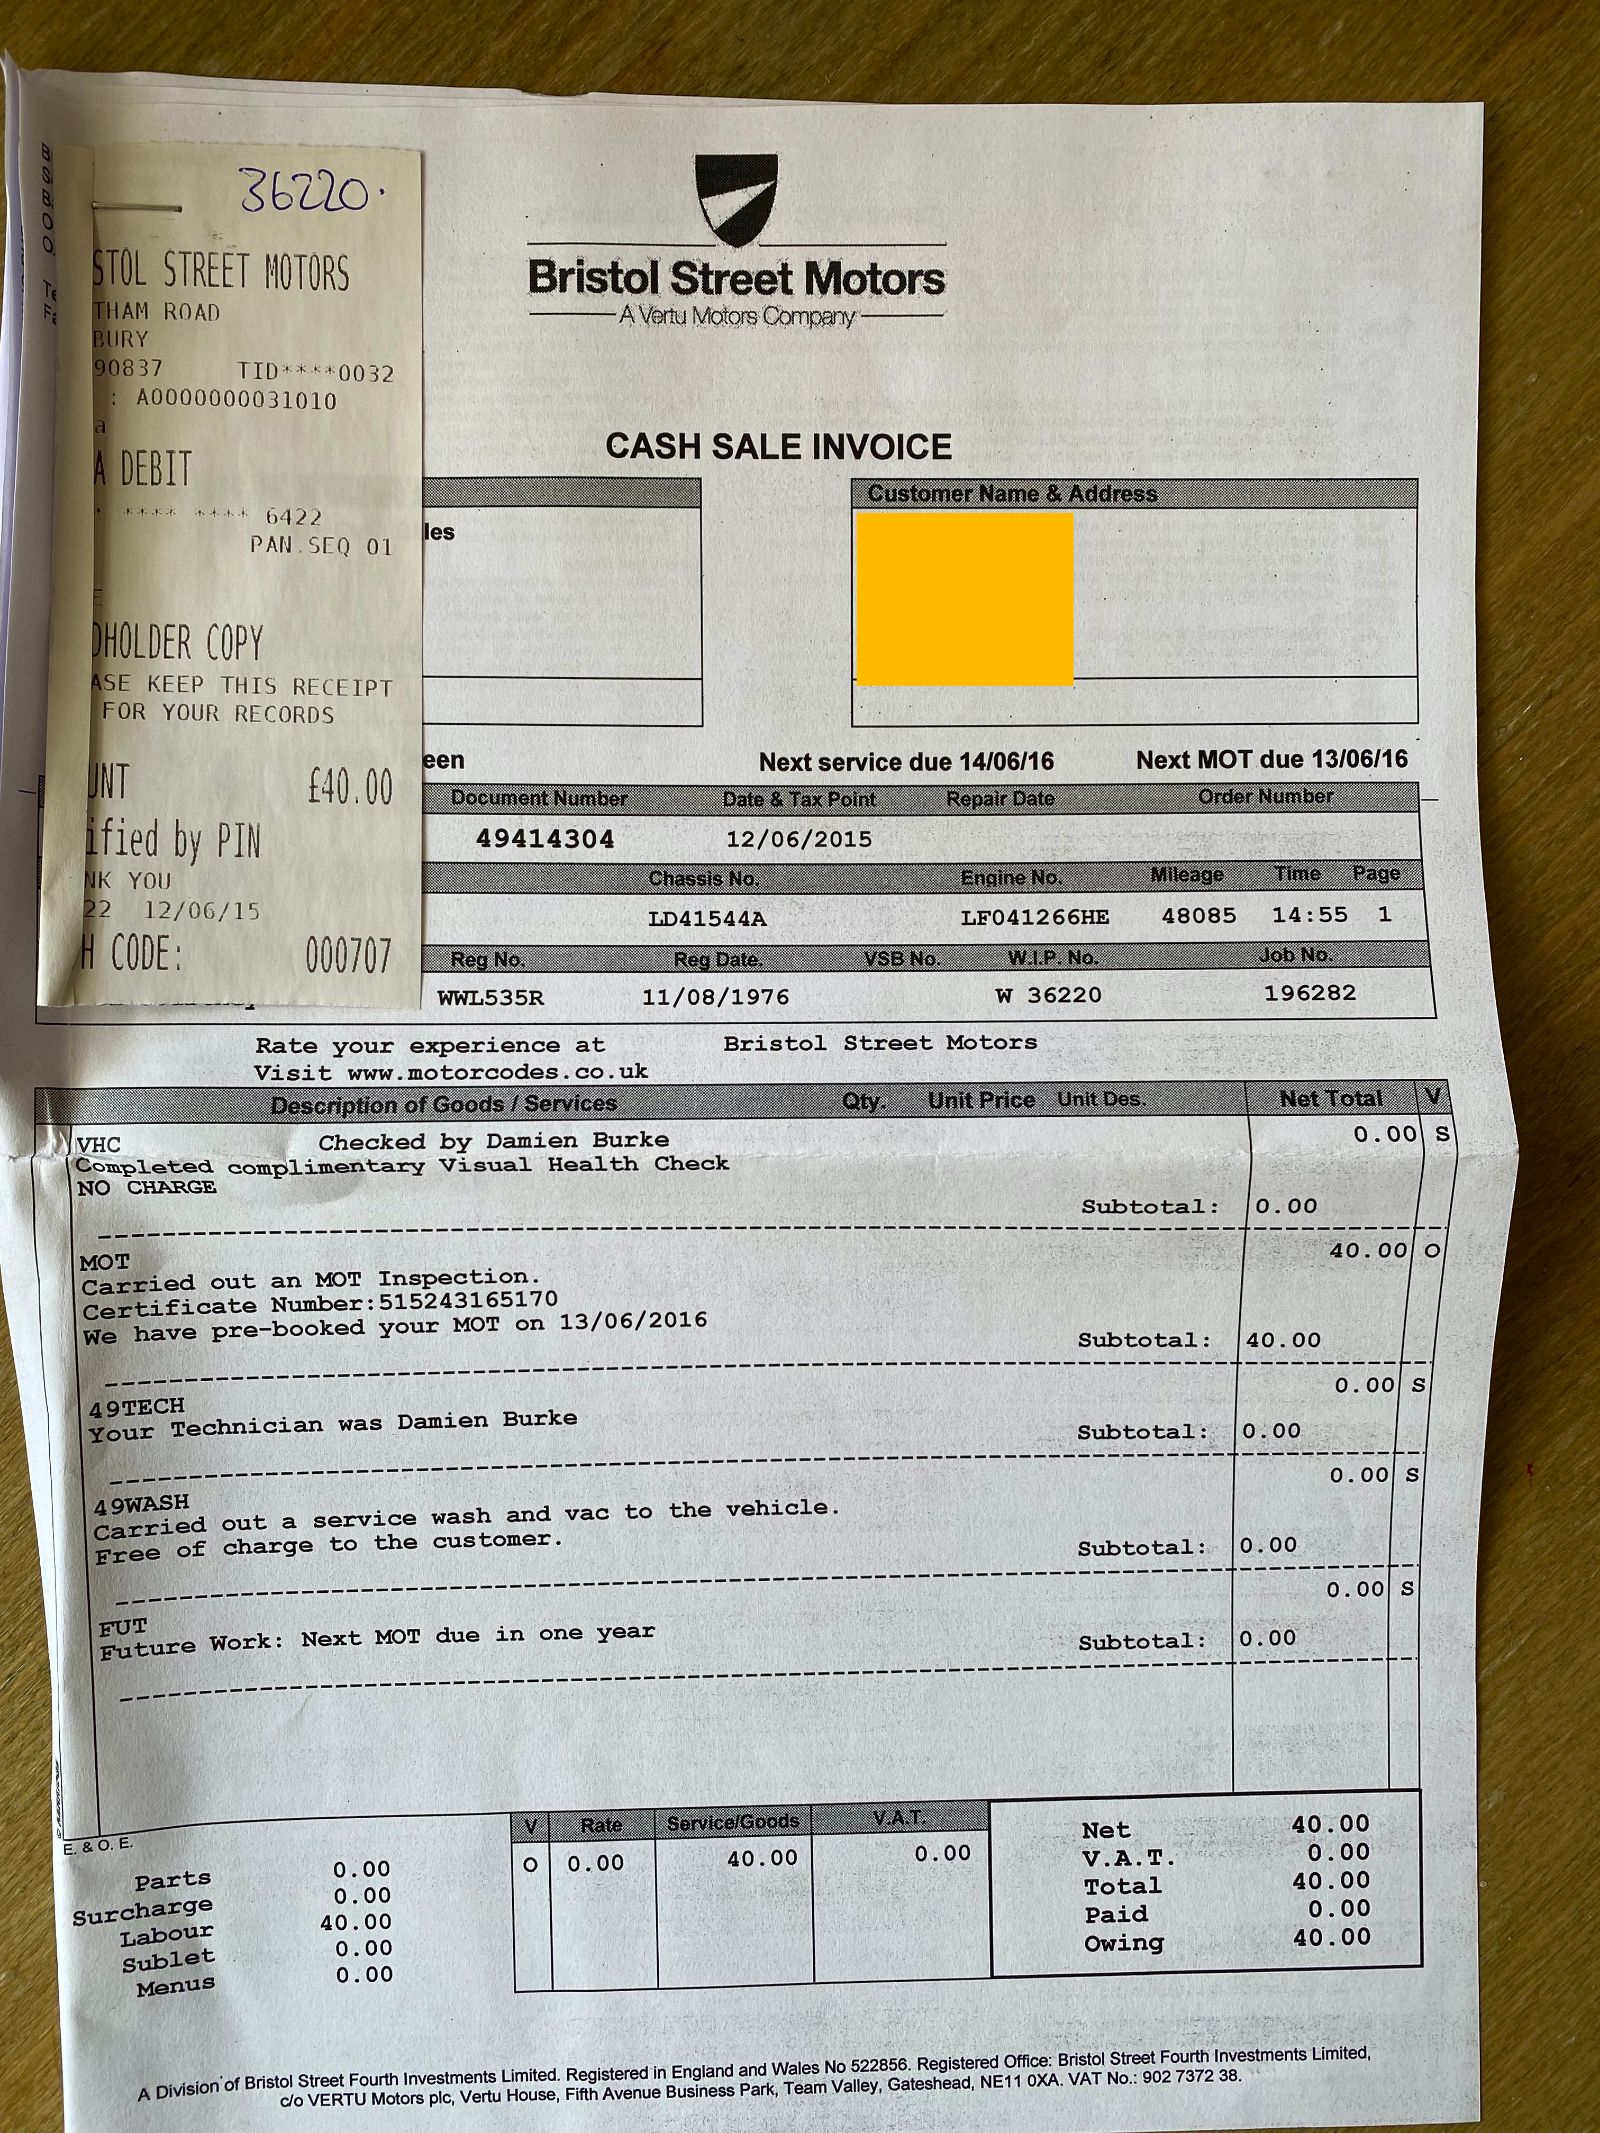 36220.
STOL STREET MOTORS
THAM ROAD
BURY
90837 TID****0032
: A0000000031010
a
A DEBIT
* **** **** 6422
PAN.SEQ 01
E
DHOLDER COPY
ASE KEEP THIS RECEIPT
FOR YOUR RECORDS
UNT £40.00
ified by PIN
NK YOU
22 12/06/15
H CODE: 000707
Bristol Street Motors
A Vertu Motors Company
CASH SALE INVOICE
les
Customer Name & Address
een Next service due 14/06/16 Next MOT due 13/06/16
Document Number Date & Tax Point Repair Date Order Number
49414304 12/06/2015
Chassis No. Engine No. Mileage Time Page
LD41544A LF041266HE 48085 14:55 1
Reg No. Reg Date. VSB No. W.I.P. No. Job No.
WWL535R 11/08/1976 W 36220 196282
Rate your experience at Bristol Street Motors
Visit www.motorcodes.co.uk
Description of Goods / Services Qty. Unit Price Unit Des. Net Total V
VHC Checked by Damien Burke 0.00 S
Completed complimentary Visual Health Check
NO CHARGE
Subtotal: 0.00
MOT 40.00 O
Carried out an MOT Inspection.
Certificate Number:515243165170
We have pre-booked your MOT on 13/06/2016
Subtotal: 40.00
49TECH 0.00 S
Your Technician was Damien Burke
Subtotal: 0.00
49WASH 0.00 S
Carried out a service wash and vac to the vehicle.
Free of charge to the customer.
Subtotal: 0.00
FUT 0.00 S
Future Work: Next MOT due in one year
Subtotal: 0.00
E. & O. E.
Parts 0.00
Surcharge 0.00
Labour 40.00
Sublet 0.00
Menus 0.00
V Rate Service/Goods V.A.T.
O 0.00 40.00 0.00
Net 40.00
V.A.T. 0.00
Total 40.00
Paid 0.00
Owing 40.00
A Division of Bristol Street Fourth Investments Limited. Registered in England and Wales No 522856. Registered Office: Bristol Street Fourth Investments Limited,
c/o VERTU Motors plc, Vertu House, Fifth Avenue Business Park, Team Valley, Gateshead, NE11 0XA. VAT No.: 902 7372 38.